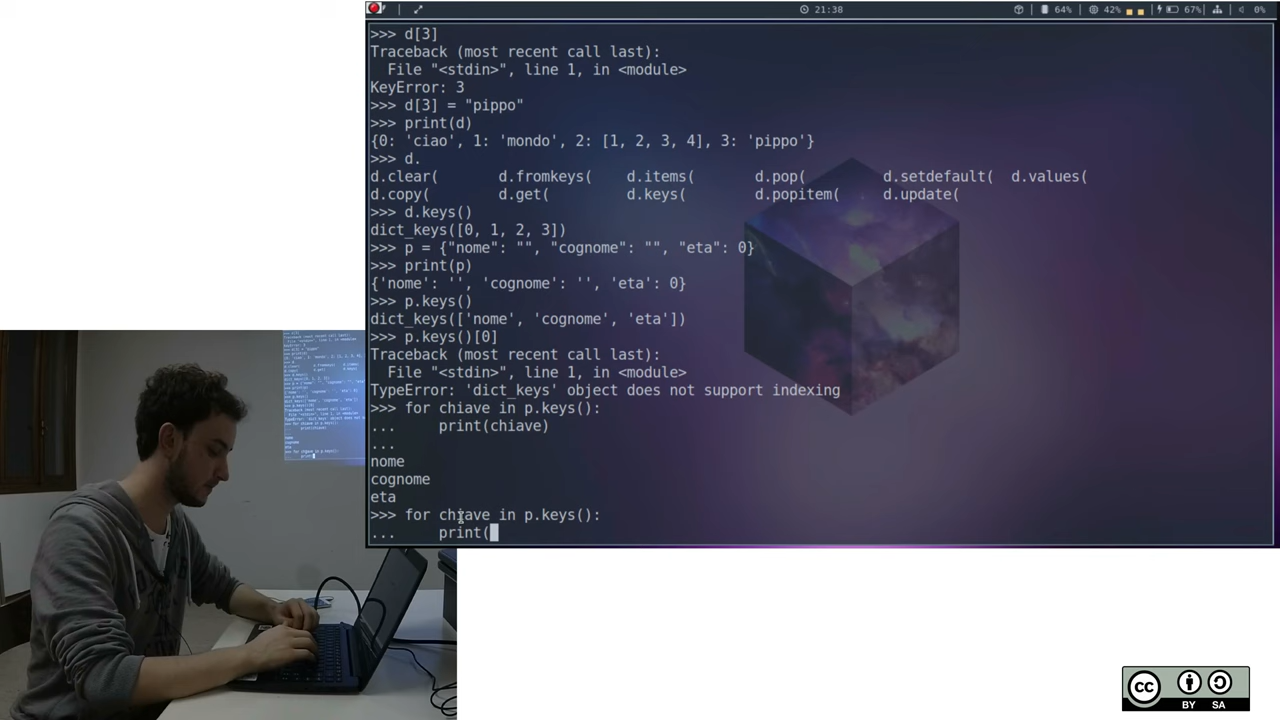 21:38 64% 42% 67% 0%
>>> d[3]
Traceback (most recent call last):
  File "<stdin>", line 1, in <module>
KeyError: 3
>>> d[3] = "pippo"
>>> print(d)
{0: 'ciao', 1: 'mondo', 2: [1, 2, 3, 4], 3: 'pippo'}
>>> d.
d.clear( d.fromkeys( d.items( d.pop( d.setdefault( d.values(
d.copy( d.get( d.keys( d.popitem( d.update(
>>> d.keys()
dict_keys([0, 1, 2, 3])
>>> p = {"nome": "", "cognome": "", "eta": 0}
>>> print(p)
{'nome': '', 'cognome': '', 'eta': 0}
>>> p.keys()
dict_keys(['nome', 'cognome', 'eta'])
>>> p.keys()[0]
Traceback (most recent call last):
  File "<stdin>", line 1, in <module>
TypeError: 'dict_keys' object does not support indexing
>>> for chiave in p.keys():
...     print(chiave)
...
nome
cognome
eta
>>> for chiave in p.keys():
...     print(
cc BY SA